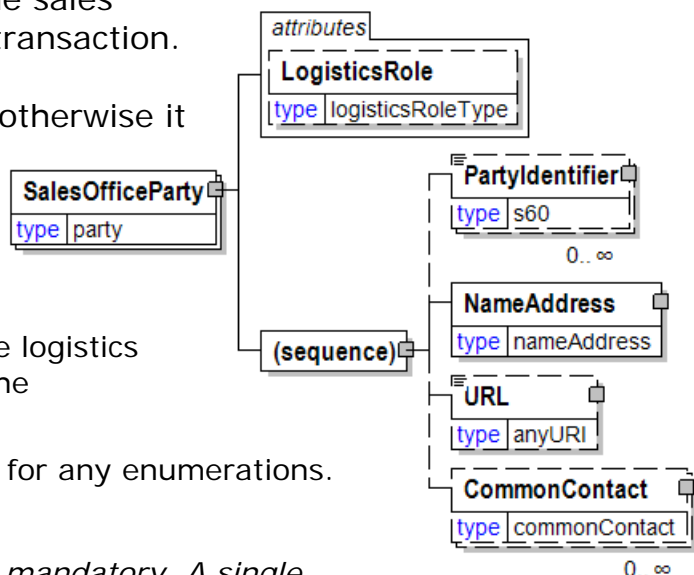 e sales
transaction.
otherwise it
attributes
LogisticsRole
type logisticsRoleType
SalesOfficeParty
type party
PartyIdentifier
type s60
0.. ∞
NameAddress
type nameAddress
(sequence)
URL
type anyURI
CommonContact
type commonContact
0.. ∞
e logistics
ne
for any enumerations.
mandatory. A single